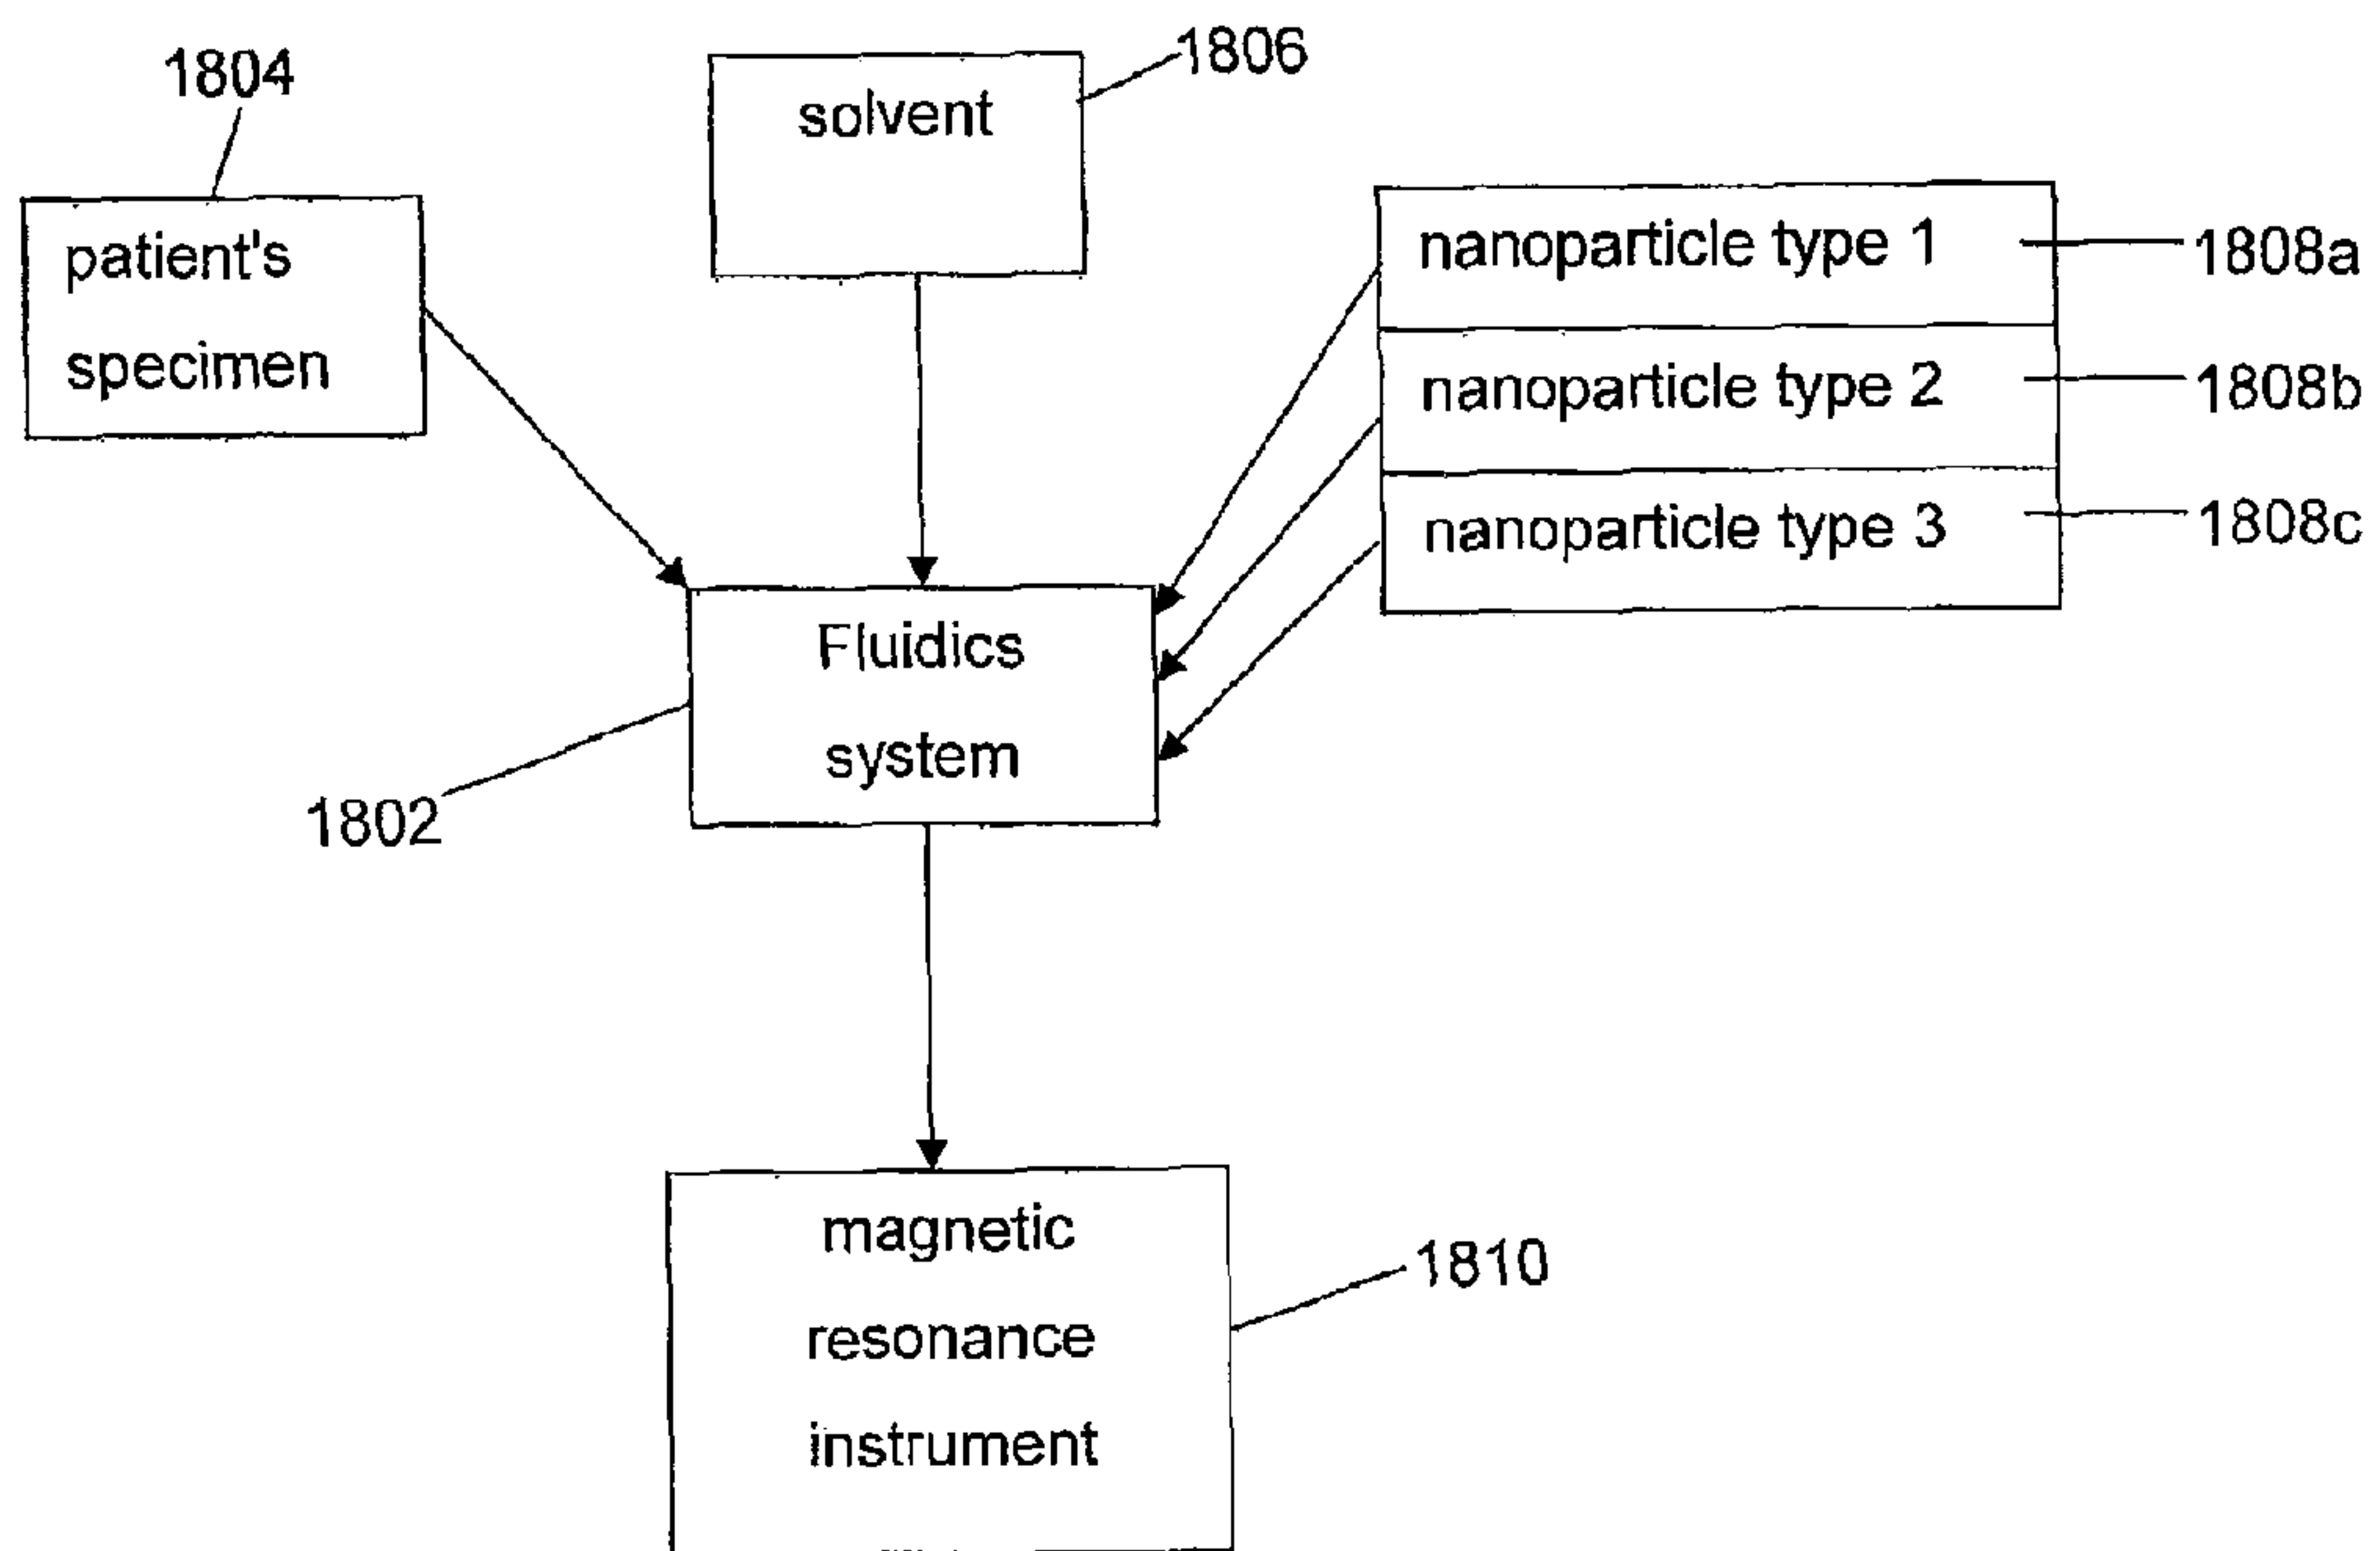 1804
1806
solvent
patient's
specimen
nanoparticle type 1
1808a
nanoparticle type 2
1808b
nanoparticle type 3
1808c
Fluidics
system
1802
magnetic
resonance
instrument
1810